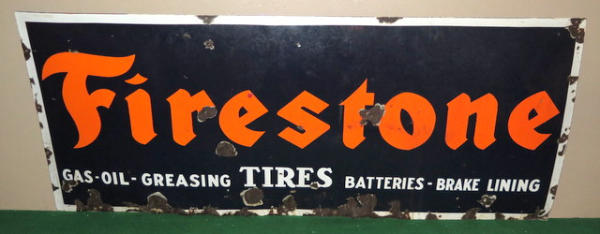 Firestone
GAS-OIL-GREASING TIRES BATTERIES-BRAKE LINING